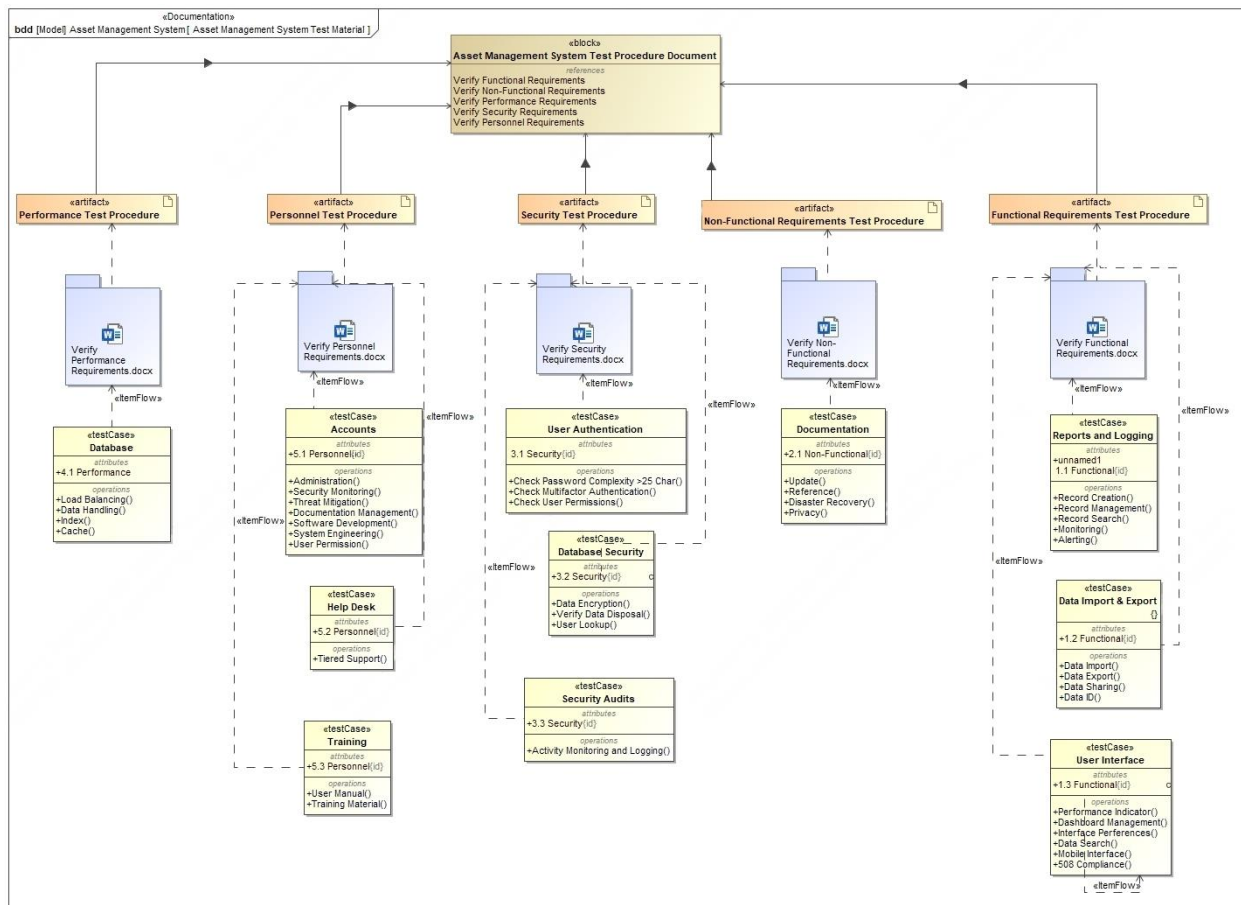 «Documentation»
bdd [Model] Asset Management System [ Asset Management System Test Material ]
«block»
Asset Management System Test Procedure Document
references
Verify Functional Requirements
Verify Non-Functional Requirements
Verify Performance Requirements
Verify Security Requirements
Verify Personnel Requirements
«artifact»
Performance Test Procedure
«artifact»
Personnel Test Procedure
«artifact»
Security Test Procedure
«artifact»
Non-Functional Requirements Test Procedure
«artifact»
Functional Requirements Test Procedure
Verify
Performance
Requirements.docx
Verify Personnel
Requirements.docx
Verify Security
Requirements.docx
Verify Non-
Functional
Requirements.docx
Verify Functional
Requirements.docx
«ItemFlow»
«ItemFlow»
«ItemFlow»
«ItemFlow»
«ItemFlow»
«testCase»
Database
attributes
+4.1 Performance
operations
+Load Balancing()
+Data Handling()
+Index()
+Cache()
«testCase»
Accounts
attributes
+5.1 Personnel{id}
operations
+Administration()
+Security Monitoring()
+Threat Mitigation()
+Documentation Management()
+Software Development()
+System Engineering()
+User Permission()
«ItemFlow»
«ItemFlow»
«testCase»
Help Desk
attributes
+5.2 Personnel{id}
operations
+Tiered Support()
«testCase»
Training
attributes
+5.3 Personnel{id}
operations
+User Manual()
+Training Material()
«testCase»
User Authentication
attributes
3.1 Security{id}
operations
+Check Password Complexity >25 Char()
+Check Multifactor Authentication()
+Check User Permissions()
«ItemFlow»
«ItemFlow»
«testCase»
Database Security
attributes
+3.2 Security{id}
operations
+Data Encryption()
+Verify Data Disposal()
+User Lookup()
«testCase»
Security Audits
attributes
+3.3 Security{id}
operations
+Activity Monitoring and Logging()
«testCase»
Documentation
attributes
+2.1 Non-Functional{id}
operations
+Update()
+Reference()
+Disaster Recovery()
+Privacy()
«testCase»
Reports and Logging
attributes
+unnamed1
1.1 Functional{id}
operations
+Record Creation()
+Record Management()
+Record Search()
+Monitoring()
+Alerting()
«ItemFlow»
«ItemFlow»
«testCase»
Data Import & Export
{}
attributes
+1.2 Functional{id}
operations
+Data Import()
+Data Export()
+Data Sharing()
+Data ID()
«testCase»
User Interface
attributes
+1.3 Functional{id}
operations
+Performance Indicator()
+Dashboard Management()
+Interface Perferences()
+Data Search()
+Mobile Interface()
+508 Compliance()
«ItemFlow»